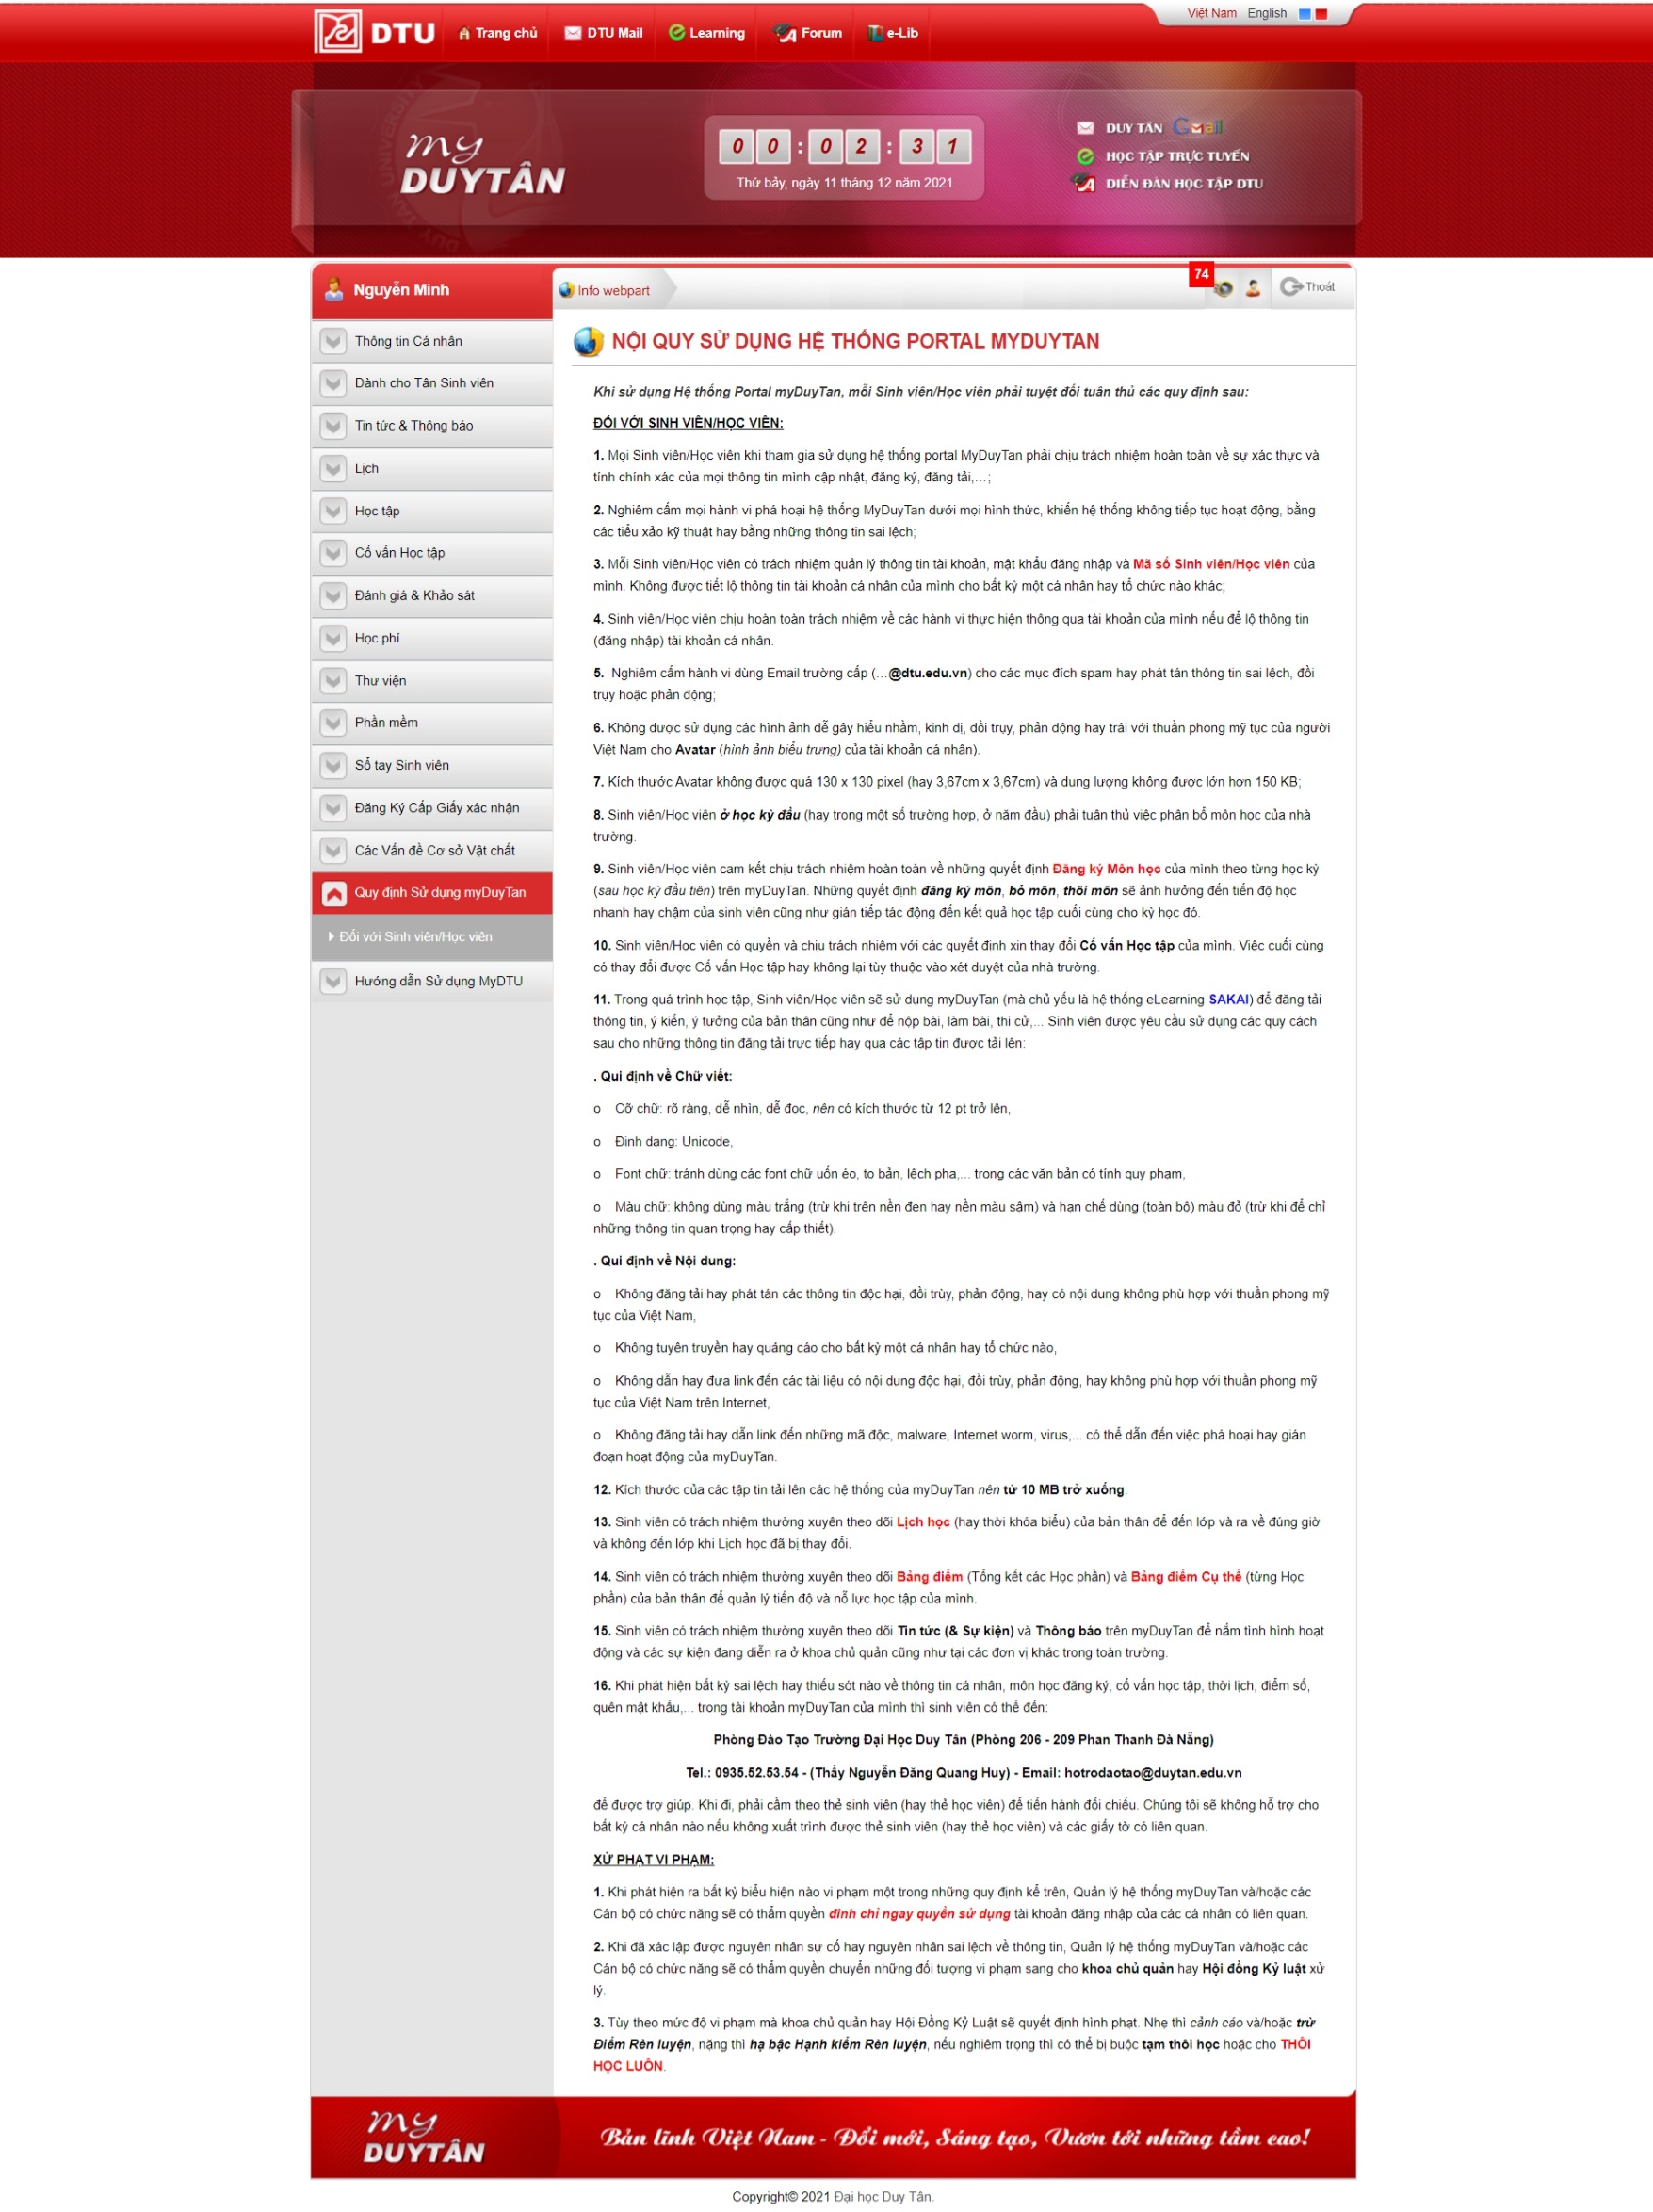 Việt Nam English
DTU Trang chủ DTU Mail Learning Forum e-Lib
my
DUYTÂN
00:02:31
Thứ bảy, ngày 11 tháng 12 năm 2021
DUY TÂN Gmail
HỌC TẬP TRỰC TUYẾN
DIỄN ĐÀN HỌC TẬP DTU
Nguyễn Minh
Thông tin Cá nhân
Dành cho Tân Sinh viên
Tin tức & Thông báo
Lịch
Học tập
Cố vấn Học tập
Đánh giá & Khảo sát
Học phí
Thư viện
Phần mềm
Sổ tay Sinh viên
Đăng Ký Cấp Giấy xác nhận
Các Vấn đề Cơ sở Vật chất
Quy định Sử dụng myDuyTan
Đối với Sinh viên/Học viên
Hướng dẫn Sử dụng MyDTU
Info webpart
74
Thoát
NỘI QUY SỬ DỤNG HỆ THỐNG PORTAL MYDUYTAN
Khi sử dụng Hệ thống Portal myDuyTan, mỗi Sinh viên/Học viên phải tuyệt đối tuân thủ các quy định sau:
ĐỐI VỚI SINH VIÊN/HỌC VIÊN:
1. Mọi Sinh viên/Học viên khi tham gia sử dụng hệ thống portal MyDuyTan phải chịu trách nhiệm hoàn toàn về sự xác thực và
tính chính xác của mọi thông tin mình cập nhật, đăng ký, đăng tải,...;
2. Nghiêm cấm mọi hành vi phá hoại hệ thống MyDuyTan dưới mọi hình thức, khiến hệ thống không tiếp tục hoạt động, bằng
các tiểu xảo kỹ thuật hay bằng những thông tin sai lệch;
3. Mỗi Sinh viên/Học viên có trách nhiệm quản lý thông tin tài khoản, mật khẩu đăng nhập và Mã số Sinh viên/Học viên của
mình. Không được tiết lộ thông tin tài khoản cá nhân của mình cho bất kỳ một cá nhân hay tổ chức nào khác;
4. Sinh viên/Học viên chịu hoàn toàn trách nhiệm về các hành vi thực hiện thông qua tài khoản của mình nếu để lộ thông tin
(đăng nhập) tài khoản cá nhân.
5. Nghiêm cấm hành vi dùng Email trường cấp (...@dtu.edu.vn) cho các mục đích spam hay phát tán thông tin sai lệch, đồi
trụy hoặc phản động;
6. Không được sử dụng các hình ảnh dễ gây hiểu nhầm, kinh dị, đồi trụy, phản động hay trái với thuần phong mỹ tục của người
Việt Nam cho Avatar (hình ảnh biểu trưng) của tài khoản cá nhân).
7. Kích thước Avatar không được quá 130 x 130 pixel (hay 3,67cm x 3,67cm) và dung lượng không được lớn hơn 150 KB;
8. Sinh viên/Học viên ở học kỳ đầu (hay trong một số trường hợp, ở năm đầu) phải tuân thủ việc phân bổ môn học của nhà
trường.
9. Sinh viên/Học viên cam kết chịu trách nhiệm hoàn toàn về những quyết định Đăng ký Môn học của mình theo từng học kỳ
(sau học kỳ đầu tiên) trên myDuyTan. Những quyết định đăng ký môn, bỏ môn, thôi môn sẽ ảnh hưởng đến tiến độ học
nhanh hay chậm của sinh viên cũng như gián tiếp tác động đến kết quả học tập cuối cùng cho kỳ học đó.
10. Sinh viên/Học viên có quyền và chịu trách nhiệm với các quyết định xin thay đổi Cố vấn Học tập của mình. Việc cuối cùng
có thay đổi được Cố vấn Học tập hay không lại tùy thuộc vào xét duyệt của nhà trường.
11. Trong quá trình học tập, Sinh viên/Học viên sẽ sử dụng myDuyTan (mà chủ yếu là hệ thống eLearning SAKAI) để đăng tải
thông tin, ý kiến, ý tưởng của bản thân cũng như để nộp bài, làm bài, thi cử,... Sinh viên được yêu cầu sử dụng các quy cách
sau cho những thông tin đăng tải trực tiếp hay qua các tập tin được tải lên:
. Qui định về Chữ viết:
o Cỡ chữ: rõ ràng, dễ nhìn, dễ đọc, nên có kích thước từ 12 pt trở lên,
o Định dạng: Unicode,
o Font chữ: tránh dùng các font chữ uốn éo, to bản, lệch pha,... trong các văn bản có tính quy phạm,
o Màu chữ: không dùng màu trắng (trừ khi trên nền đen hay nền màu sậm) và hạn chế dùng (toàn bộ) màu đỏ (trừ khi để chỉ
những thông tin quan trọng hay cấp thiết).
. Qui định về Nội dung:
o Không đăng tải hay phát tán các thông tin độc hại, đồi trùy, phản động, hay có nội dung không phù hợp với thuần phong mỹ
tục của Việt Nam,
o Không tuyên truyền hay quảng cáo cho bất kỳ một cá nhân hay tổ chức nào,
o Không dẫn hay đưa link đến các tài liệu có nội dung độc hại, đồi trùy, phản động, hay không phù hợp với thuần phong mỹ
tục của Việt Nam trên Internet,
o Không đăng tải hay dẫn link đến những mã độc, malware, Internet worm, virus,... có thể dẫn đến việc phá hoại hay gián
đoạn hoạt động của myDuyTan.
12. Kích thước của các tập tin tải lên các hệ thống của myDuyTan nên từ 10 MB trở xuống.
13. Sinh viên có trách nhiệm thường xuyên theo dõi Lịch học (hay thời khóa biểu) của bản thân để đến lớp và ra về đúng giờ
và không đến lớp khi Lịch học đã bị thay đổi.
14. Sinh viên có trách nhiệm thường xuyên theo dõi Bảng điểm (Tổng kết các Học phần) và Bảng điểm Cụ thể (từng Học
phần) của bản thân để quản lý tiến độ và nỗ lực học tập của mình.
15. Sinh viên có trách nhiệm thường xuyên theo dõi Tin tức (& Sự kiện) và Thông báo trên myDuyTan để nắm tình hình hoạt
động và các sự kiện đang diễn ra ở khoa chủ quản cũng như tại các đơn vị khác trong toàn trường.
16. Khi phát hiện bất kỳ sai lệch hay thiếu sót nào về thông tin cá nhân, môn học đăng ký, cố vấn học tập, thời lịch, điểm số,
quên mật khẩu,... trong tài khoản myDuyTan của mình thì sinh viên có thể đến:
Phòng Đào Tạo Trường Đại Học Duy Tân (Phòng 206 - 209 Phan Thanh Đà Nẵng)
Tel.: 0935.52.53.54 - (Thầy Nguyễn Đăng Quang Huy) - Email: hotrodaotao@duytan.edu.vn
để được trợ giúp. Khi đi, phải cầm theo thẻ sinh viên (hay thẻ học viên) để tiến hành đối chiếu. Chúng tôi sẽ không hỗ trợ cho
bất kỳ cá nhân nào nếu không xuất trình được thẻ sinh viên (hay thẻ học viên) và các giấy tờ có liên quan.
XỬ PHẠT VI PHẠM:
1. Khi phát hiện ra bất kỳ biểu hiện nào vi phạm một trong những quy định kể trên, Quản lý hệ thống myDuyTan và/hoặc các
Cán bộ có chức năng sẽ có thẩm quyền đình chỉ ngay quyền sử dụng tài khoản đăng nhập của các cá nhân có liên quan.
2. Khi đã xác lập được nguyên nhân sự cố hay nguyên nhân sai lệch về thông tin, Quản lý hệ thống myDuyTan và/hoặc các
Cán bộ có chức năng sẽ có thẩm quyền chuyển những đối tượng vi phạm sang cho khoa chủ quản hay Hội đồng Kỷ luật xử
lý.
3. Tùy theo mức độ vi phạm mà khoa chủ quản hay Hội Đồng Kỷ Luật sẽ quyết định hình phạt. Nhẹ thì cảnh cáo và/hoặc trừ
Điểm Rèn luyện, nặng thì hạ bậc Hạnh kiểm Rèn luyện, nếu nghiêm trọng thì có thể bị buộc tạm thôi học hoặc cho THÔI
HỌC LUÔN.
my
DUYTÂN
Bản lĩnh Việt Nam - Đổi mới, Sáng tạo, Vươn tới những tầm cao!
Copyright© 2021 Đại học Duy Tân.